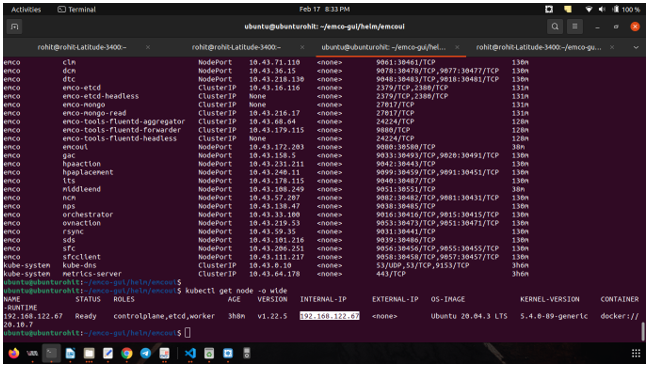 Activities Terminal Feb 17 8:33 PM 100 %
ubuntu@ubunturohit: ~/emco-gui/helm/emcoui
rohit@rohit-Latitude-3400:~ × rohit@rohit-Latitude-3400:~ × ubuntu@ubunturohit: ~/emco-gui/hel... × rohit@rohit-Latitude-3400:~/emco-gu... ×
emco clm NodePort 10.43.71.110 <none> 9061:30461/TCP 130m
emco dcm NodePort 10.43.36.15 <none> 9078:30478/TCP,9077:30477/TCP 130m
emco dtc NodePort 10.43.218.130 <none> 9048:30483/TCP,9018:30481/TCP 130m
emco emco-etcd ClusterIP 10.43.16.116 <none> 2379/TCP,2380/TCP 131m
emco emco-etcd-headless ClusterIP None <none> 2379/TCP,2380/TCP 131m
emco emco-mongo ClusterIP None <none> 27017/TCP 131m
emco emco-mongo-read ClusterIP 10.43.216.17 <none> 27017/TCP 131m
emco emco-tools-fluentd-aggregator ClusterIP 10.43.68.64 <none> 24224/TCP 128m
emco emco-tools-fluentd-forwarder ClusterIP 10.43.179.115 <none> 9880/TCP 128m
emco emco-tools-fluentd-headless ClusterIP None <none> 24224/TCP 128m
emco emcoui NodePort 10.43.172.203 <none> 9080:30580/TCP 38m
emco gac NodePort 10.43.158.5 <none> 9033:30493/TCP,9020:30491/TCP 130m
emco hpaaction NodePort 10.43.231.211 <none> 9042:30443/TCP 130m
emco hpaplacement NodePort 10.43.240.11 <none> 9099:30459/TCP,9091:30451/TCP 130m
emco its NodePort 10.43.178.115 <none> 9040:30487/TCP 130m
emco middleend NodePort 10.43.108.249 <none> 9051:30551/TCP 38m
emco ncm NodePort 10.43.57.207 <none> 9082:30482/TCP,9081:30431/TCP 130m
emco nps NodePort 10.43.138.47 <none> 9038:30485/TCP 130m
emco orchestrator NodePort 10.43.33.100 <none> 9016:30416/TCP,9015:30415/TCP 130m
emco ovnaction NodePort 10.43.219.53 <none> 9053:30473/TCP,9051:30471/TCP 130m
emco rsync NodePort 10.43.59.35 <none> 9031:30441/TCP 130m
emco sds NodePort 10.43.101.216 <none> 9039:30486/TCP 130m
emco sfc NodePort 10.43.206.251 <none> 9056:30456/TCP,9055:30455/TCP 130m
emco sfcclient NodePort 10.43.111.217 <none> 9058:30458/TCP,9057:30457/TCP 130m
kube-system kube-dns ClusterIP 10.43.0.10 <none> 53/UDP,53/TCP,9153/TCP 3h6m
kube-system metrics-server ClusterIP 10.43.64.178 <none> 443/TCP 3h6m
ubuntu@ubunturohit:~/emco-gui/helm/emcoui$
ubuntu@ubunturohit:~/emco-gui/helm/emcoui$ kubectl get node -o wide
NAME STATUS ROLES AGE VERSION INTERNAL-IP EXTERNAL-IP OS-IMAGE KERNEL-VERSION CONTAINER
-RUNTIME
192.168.122.67 Ready controlplane,etcd,worker 3h8m v1.22.5 192.168.122.67 <none> Ubuntu 20.04.3 LTS 5.4.0-89-generic docker://
20.10.7
ubuntu@ubunturohit:~/emco-gui/helm/emcoui$